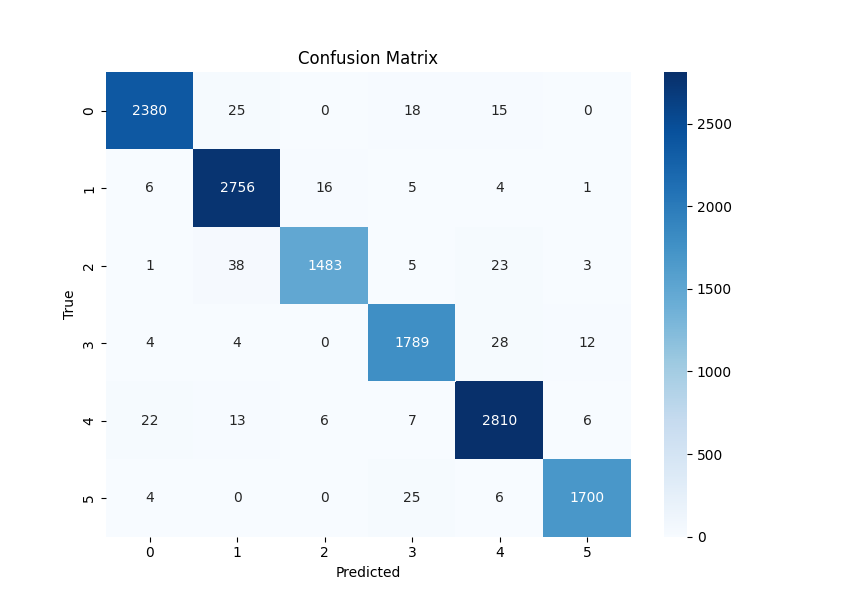 Confusion Matrix
True
0 2380 25 0 18 15 0
1 6 2756 16 5 4 1
2 1 38 1483 5 23 3
3 4 4 0 1789 28 12
4 22 13 6 7 2810 6
5 4 0 0 25 6 1700
0 1 2 3 4 5
Predicted
2500
2000
1500
1000
500
0